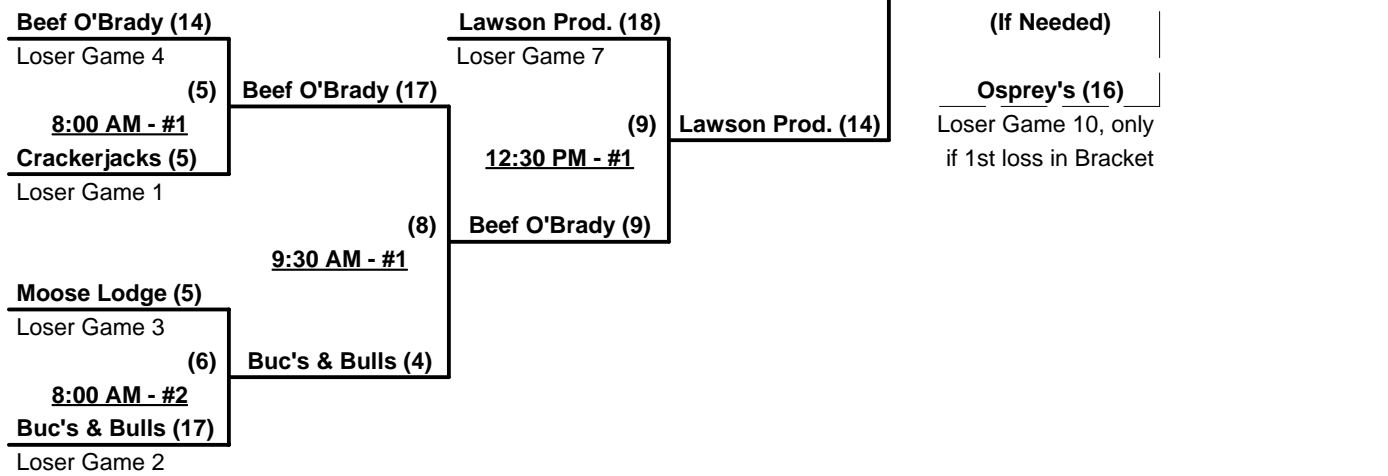 Beef O'Brady (14)
Loser Game 4
(5)
8:00 AM - #1
Crackerjacks (5)
Loser Game 1
Beef O'Brady (17)
Moose Lodge (5)
Loser Game 3
(6)
8:00 AM - #2
Buc's & Bulls (17)
Loser Game 2
(8)
9:30 AM - #1
Buc's & Bulls (4)
Lawson Prod. (18)
Loser Game 7
(9)
12:30 PM - #1
Beef O'Brady (9)
Lawson Prod. (14)
(If Needed)
Osprey's (16)
Loser Game 10, only
if 1st loss in Bracket